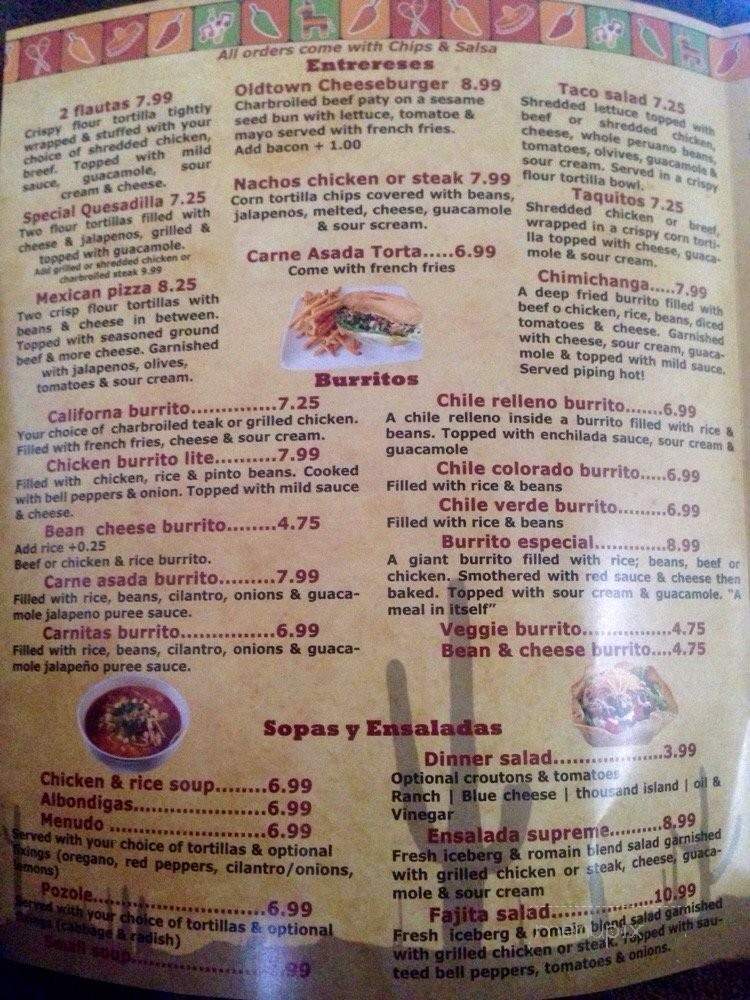 All orders come with Chips & Salsa
Entrereses
2 flautas 7.99
Crispy flour tortilla tightly
wrapped & stuffed with your
choice of shredded chicken,
breef. Topped with mild
sauce, guacamole, sour
cream & cheese.
Special Quesadilla 7.25
Two flour tortillas filled with
cheese & jalapenos, grilled &
topped with guacamole.
Add grilled or shredded chicken or
charbroiled steak 9.99
Mexican pizza 8.25
Two crisp flour tortillas with
beans & cheese in between.
Topped with seasoned ground
beef & more cheese. Garnished
with jalapenos, olives,
tomatoes & sour cream.
Oldtown Cheeseburger 8.99
Charbroiled beef paty on a sesame
seed bun with lettuce, tomatoe &
mayo served with french fries.
Add bacon + 1.00
Nachos chicken or steak 7.99
Corn tortilla chips covered with beans,
jalapenos, melted, cheese, guacamole
& sour scream.
Carne Asada Torta.....6.99
Come with french fries
Taco salad 7.25
Shredded lettuce topped with
beef or shredded chicken,
cheese, whole peruano beans,
tomatoes, olvives, guacamole &
sour cream. Served in a crispy
flour tortilla bowl.
Taquitos 7.25
Shredded chicken or breef,
wrapped in a crispy corn torti-
lla topped with cheese, guaca-
mole & sour cream.
Chimichanga.....7.99
A deep fried burrito filled with
beef o chicken, rice, beans, diced
tomatoes & cheese. Garnished
with cheese, sour cream, guaca-
mole & topped with mild sauce.
Served piping hot!
Burritos
Californa burrito.............7.25
Your choice of charbroiled teak or grilled chicken.
Filled with french fries, cheese & sour cream.
Chicken burrito lite...........7.99
Filled with chicken, rice & pinto beans. Cooked
with bell peppers & onion. Topped with mild sauce
& cheese.
Bean cheese burrito........4.75
Add rice +0.25
Beef or chicken & rice burrito.
Carne asada burrito.........7.99
Filled with rice, beans, cilantro, onions & guaca-
mole jalapeno puree sauce.
Carnitas burrito...............6.99
Filled with rice, beans, cilantro, onions & guaca-
mole jalapeño puree sauce.
Chile relleno burrito.......6.99
A chile relleno inside a burrito filled with rice &
beans. Topped with enchilada sauce, sour cream &
guacamole
Chile colorado burrito.....6.99
Filled with rice & beans
Chile verde burrito.........6.99
Filled with rice & beans
Burrito especial.............8.99
A giant burrito filled with rice; beans, beef or
chicken. Smothered with red sauce & cheese then
baked. Topped with sour cream & guacamole. “A
meal in itself”
Veggie burrito................4.75
Bean & cheese burrito....4.75
Sopas y Ensaladas
Chicken & rice soup........6.99
Albondigas.....................6.99
Menudo ........................6.99
Served with your choice of tortillas & optional
fixings (oregano, red peppers, cilantro/onions,
lemons)
Pozole............................6.99
Served with your choice of tortillas & optional
fixings (cabbage & radish)
Small soup
Dinner salad....................3.99
Optional croutons & tomatoes
Ranch | Blue cheese | thousand island | oil &
Vinegar
Ensalada supreme..........8.99
Fresh iceberg & romain blend salad garnished
with grilled chicken or steak, cheese, guaca-
mole & sour cream
Fajita salad...................10.99
Fresh iceberg & romein blend salad garnished
with grilled chicken or steak. Topped with sau-
teed bell peppers, tomatoes & onions.